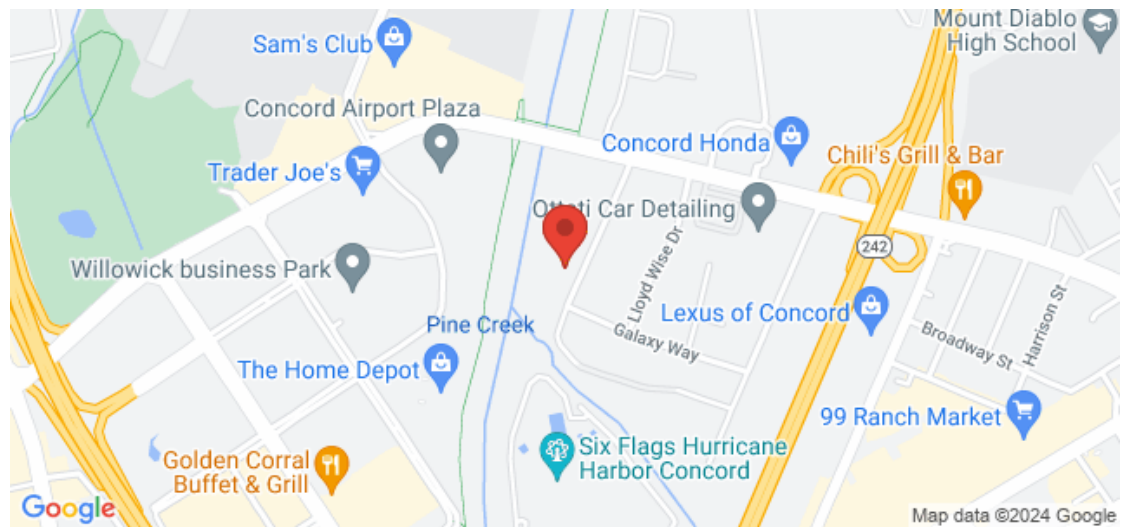 Mount Diablo
High School
Sam's Club
Concord Airport Plaza
Concord Honda
Chili's Grill & Bar
Trader Joe's
Car Detailing
242
Willowick business Park
Lloyd Wise Dr
Lexus of Concord
Pine Creek
Galaxy Way
Broadway St
Harrison St
The Home Depot
99 Ranch Market
Six Flags Hurricane
Harbor Concord
Golden Corral
Buffet & Grill
Google
Map data ©2024 Google